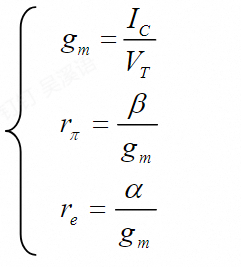 g_m = I_C / V_T
r_π = β / g_m
r_e = α / g_m